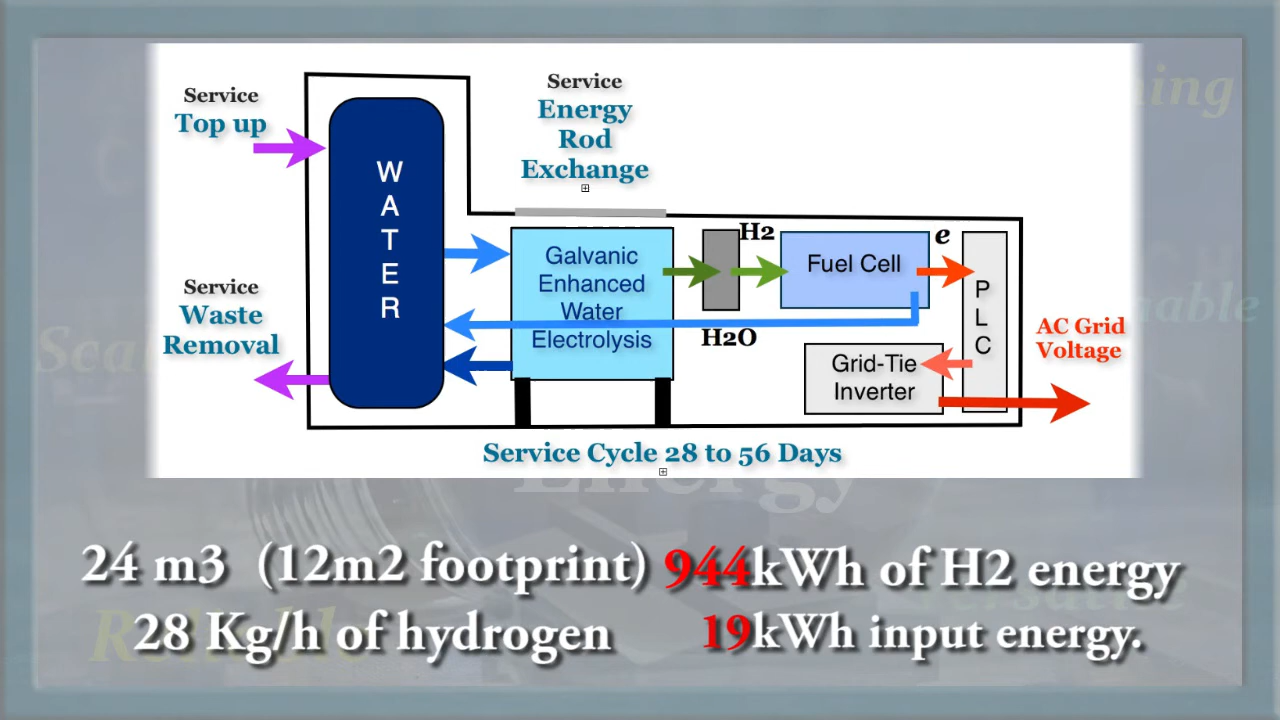 Service
Top up
Service
Energy
Rod
Exchange
W
A
T
E
R
Service
Waste
Removal
Galvanic
Enhanced
Water
Electrolysis
H2
H2O
Fuel Cell
e
P
L
C
Grid-Tie
Inverter
AC Grid
Voltage
Service Cycle 28 to 56 Days
Energy
24 m3 (12m2 footprint)
944kWh of H2 energy
28 Kg/h of hydrogen
19kWh input energy.